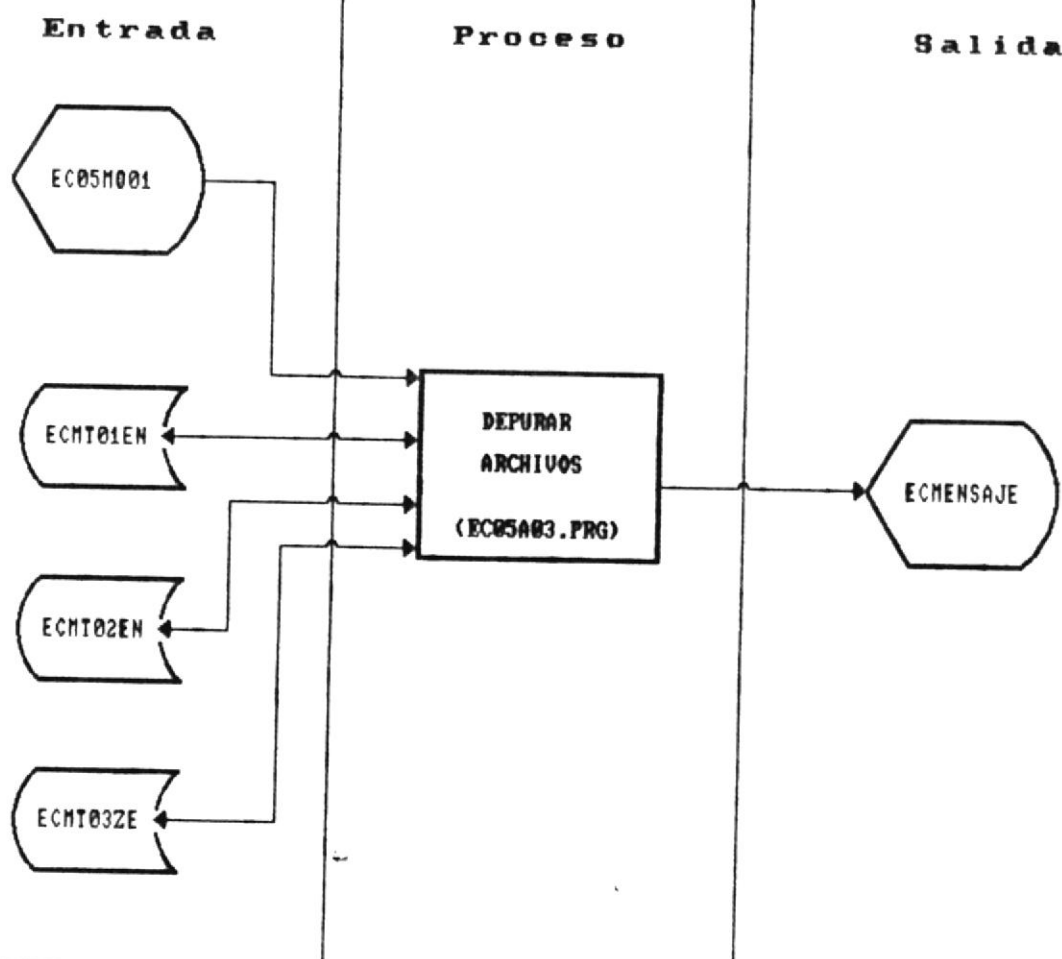 Entrada
Proceso
Salida
EC05M001
ECMT01EN
DEPURAR
ARCHIVOS
(EC05A03.PRG)
ECMENSAJE
ECMT02EN
ECMT03ZE